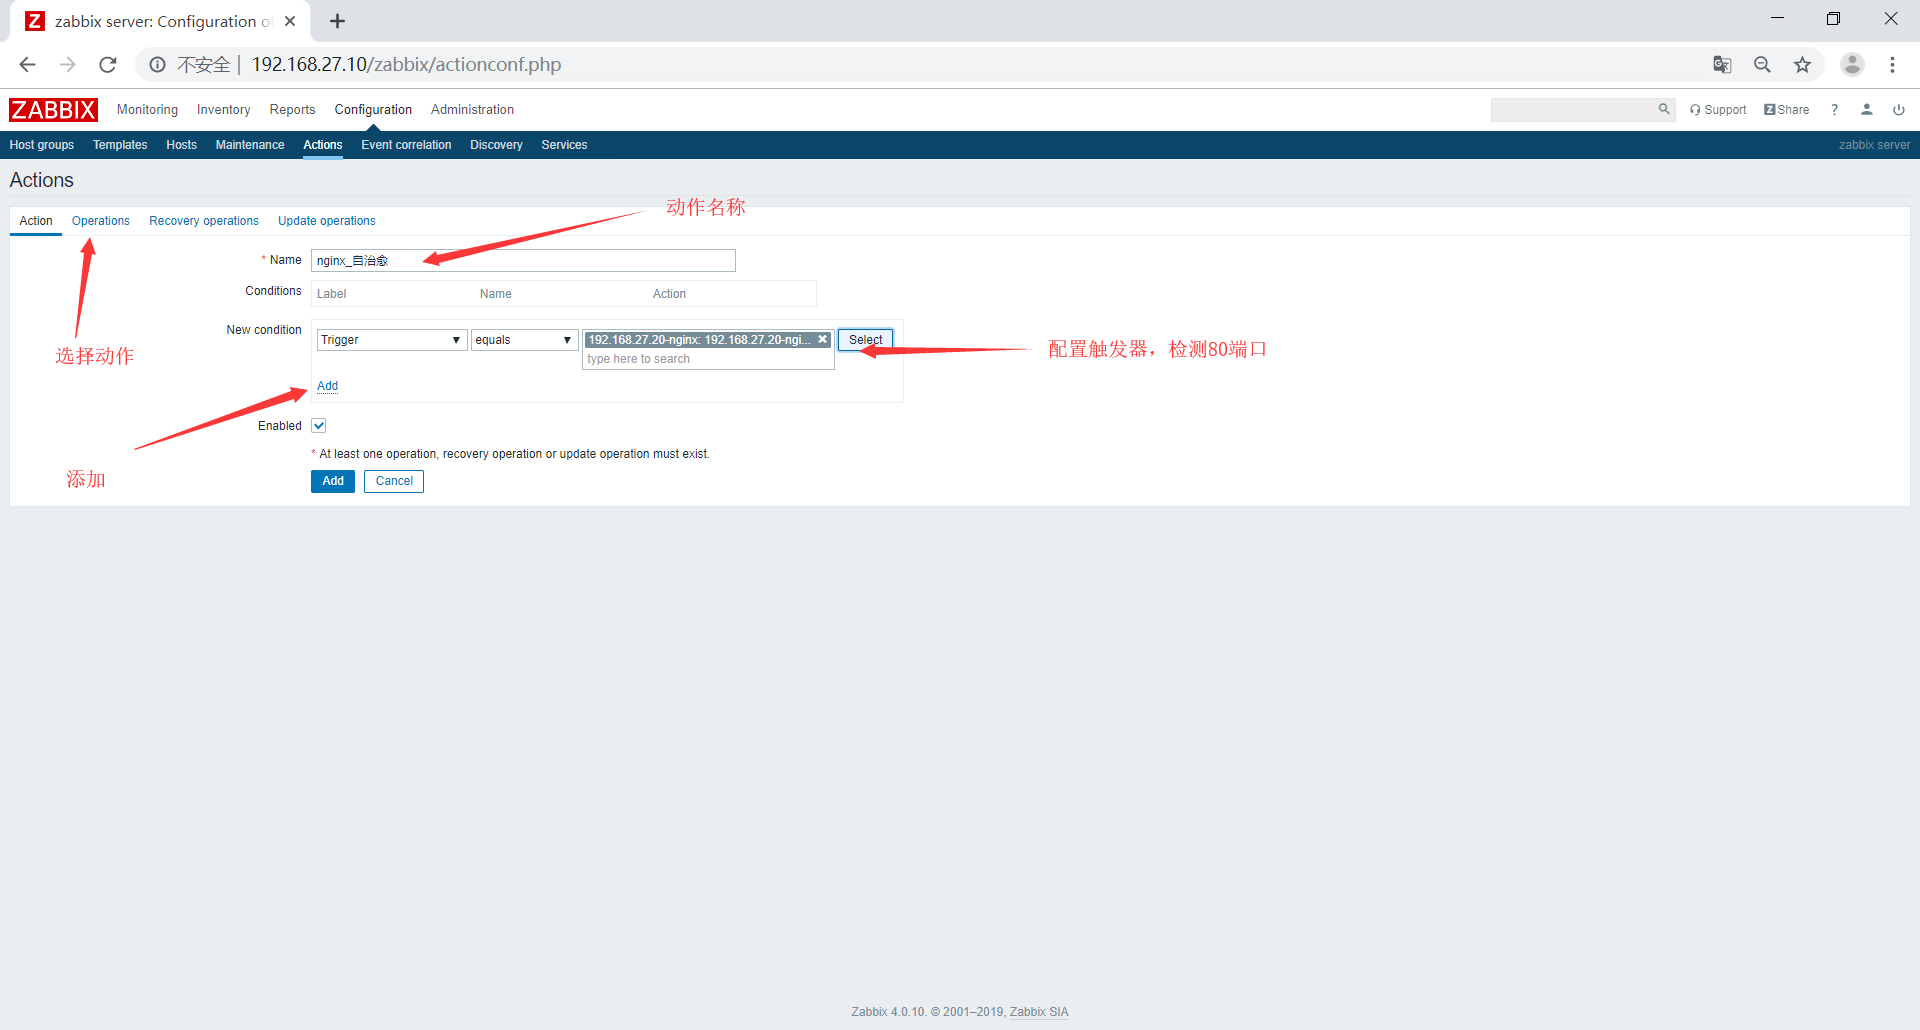 zabbix server: Configuration o
不安全 | 192.168.27.10/zabbix/actionconf.php
ZABBIX Monitoring Inventory Reports Configuration Administration Support Z Share ?
Host groups Templates Hosts Maintenance Actions Event correlation Discovery Services zabbix server
Actions
Action Operations Recovery operations Update operations
动作名称
* Name nginx_自治愈
Conditions Label Name Action
New condition Trigger equals 192.168.27.20-nginx: 192.168.27.20-ngi... Select
type here to search
配置触发器，检测80端口
选择动作
Add
Enabled
* At least one operation, recovery operation or update operation must exist.
添加
Add Cancel
Zabbix 4.0.10. © 2001–2019, Zabbix SIA